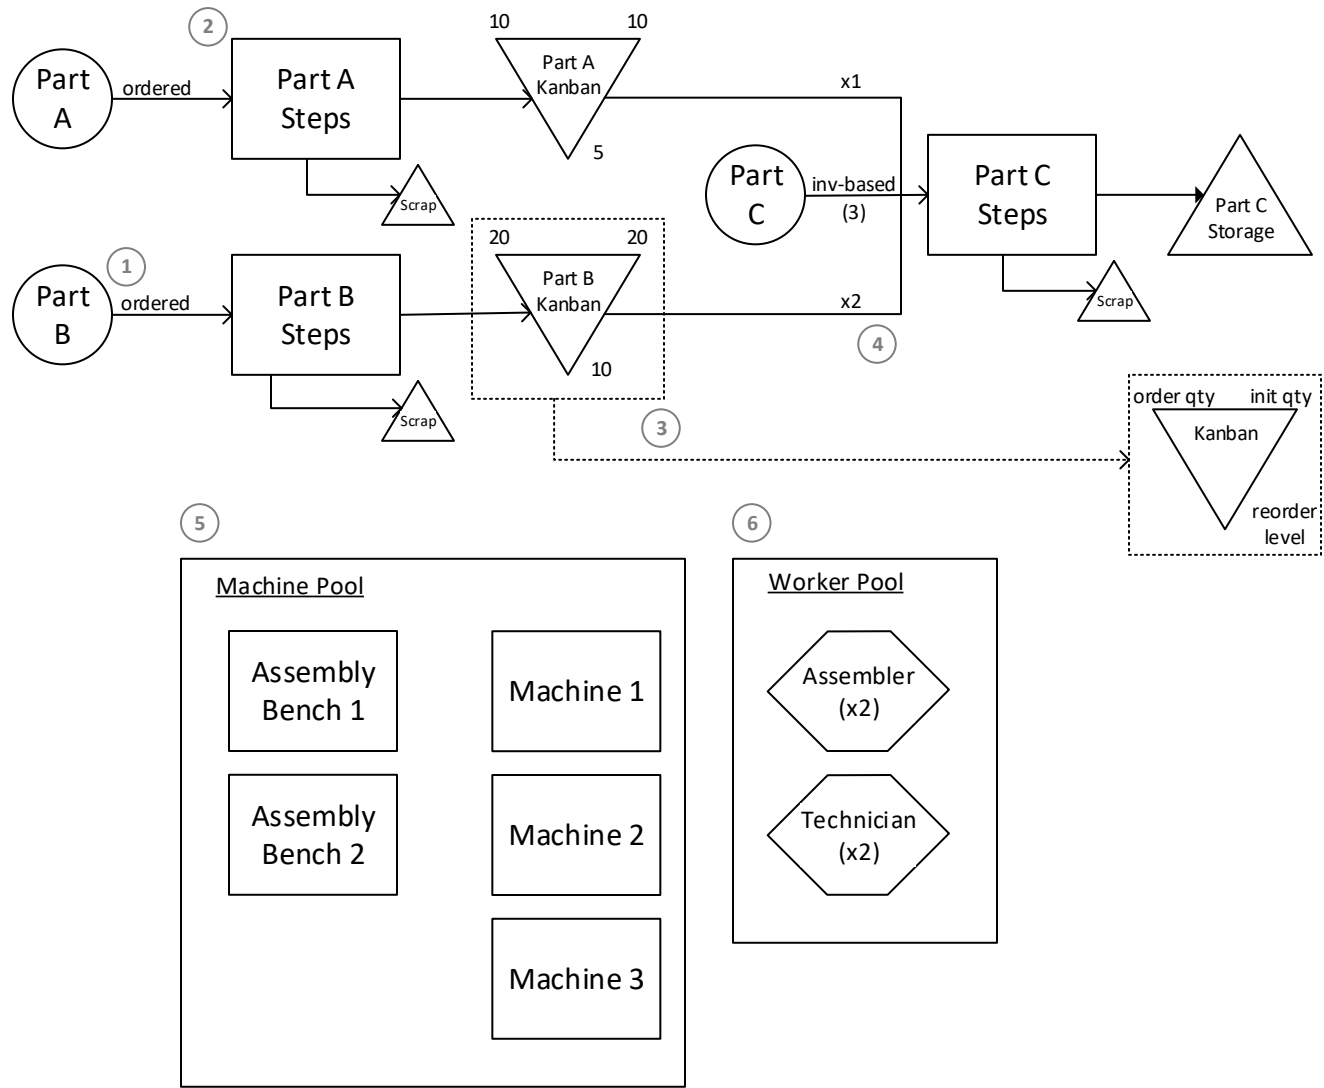 2
10
10
Part
A
ordered
Part A
Steps
Part A
Kanban
x1
5
Scrap
Part
C
inv-based
(3)
Part C
Steps
Part C
Storage
Scrap
1
20
20
Part
B
ordered
Part B
Steps
Part B
Kanban
x2
10
Scrap
4
3
order qty
init qty
Kanban
reorder
level
5
6
Machine Pool
Assembly
Bench 1
Machine 1
Assembly
Bench 2
Machine 2
Machine 3
Worker Pool
Assembler
(x2)
Technician
(x2)